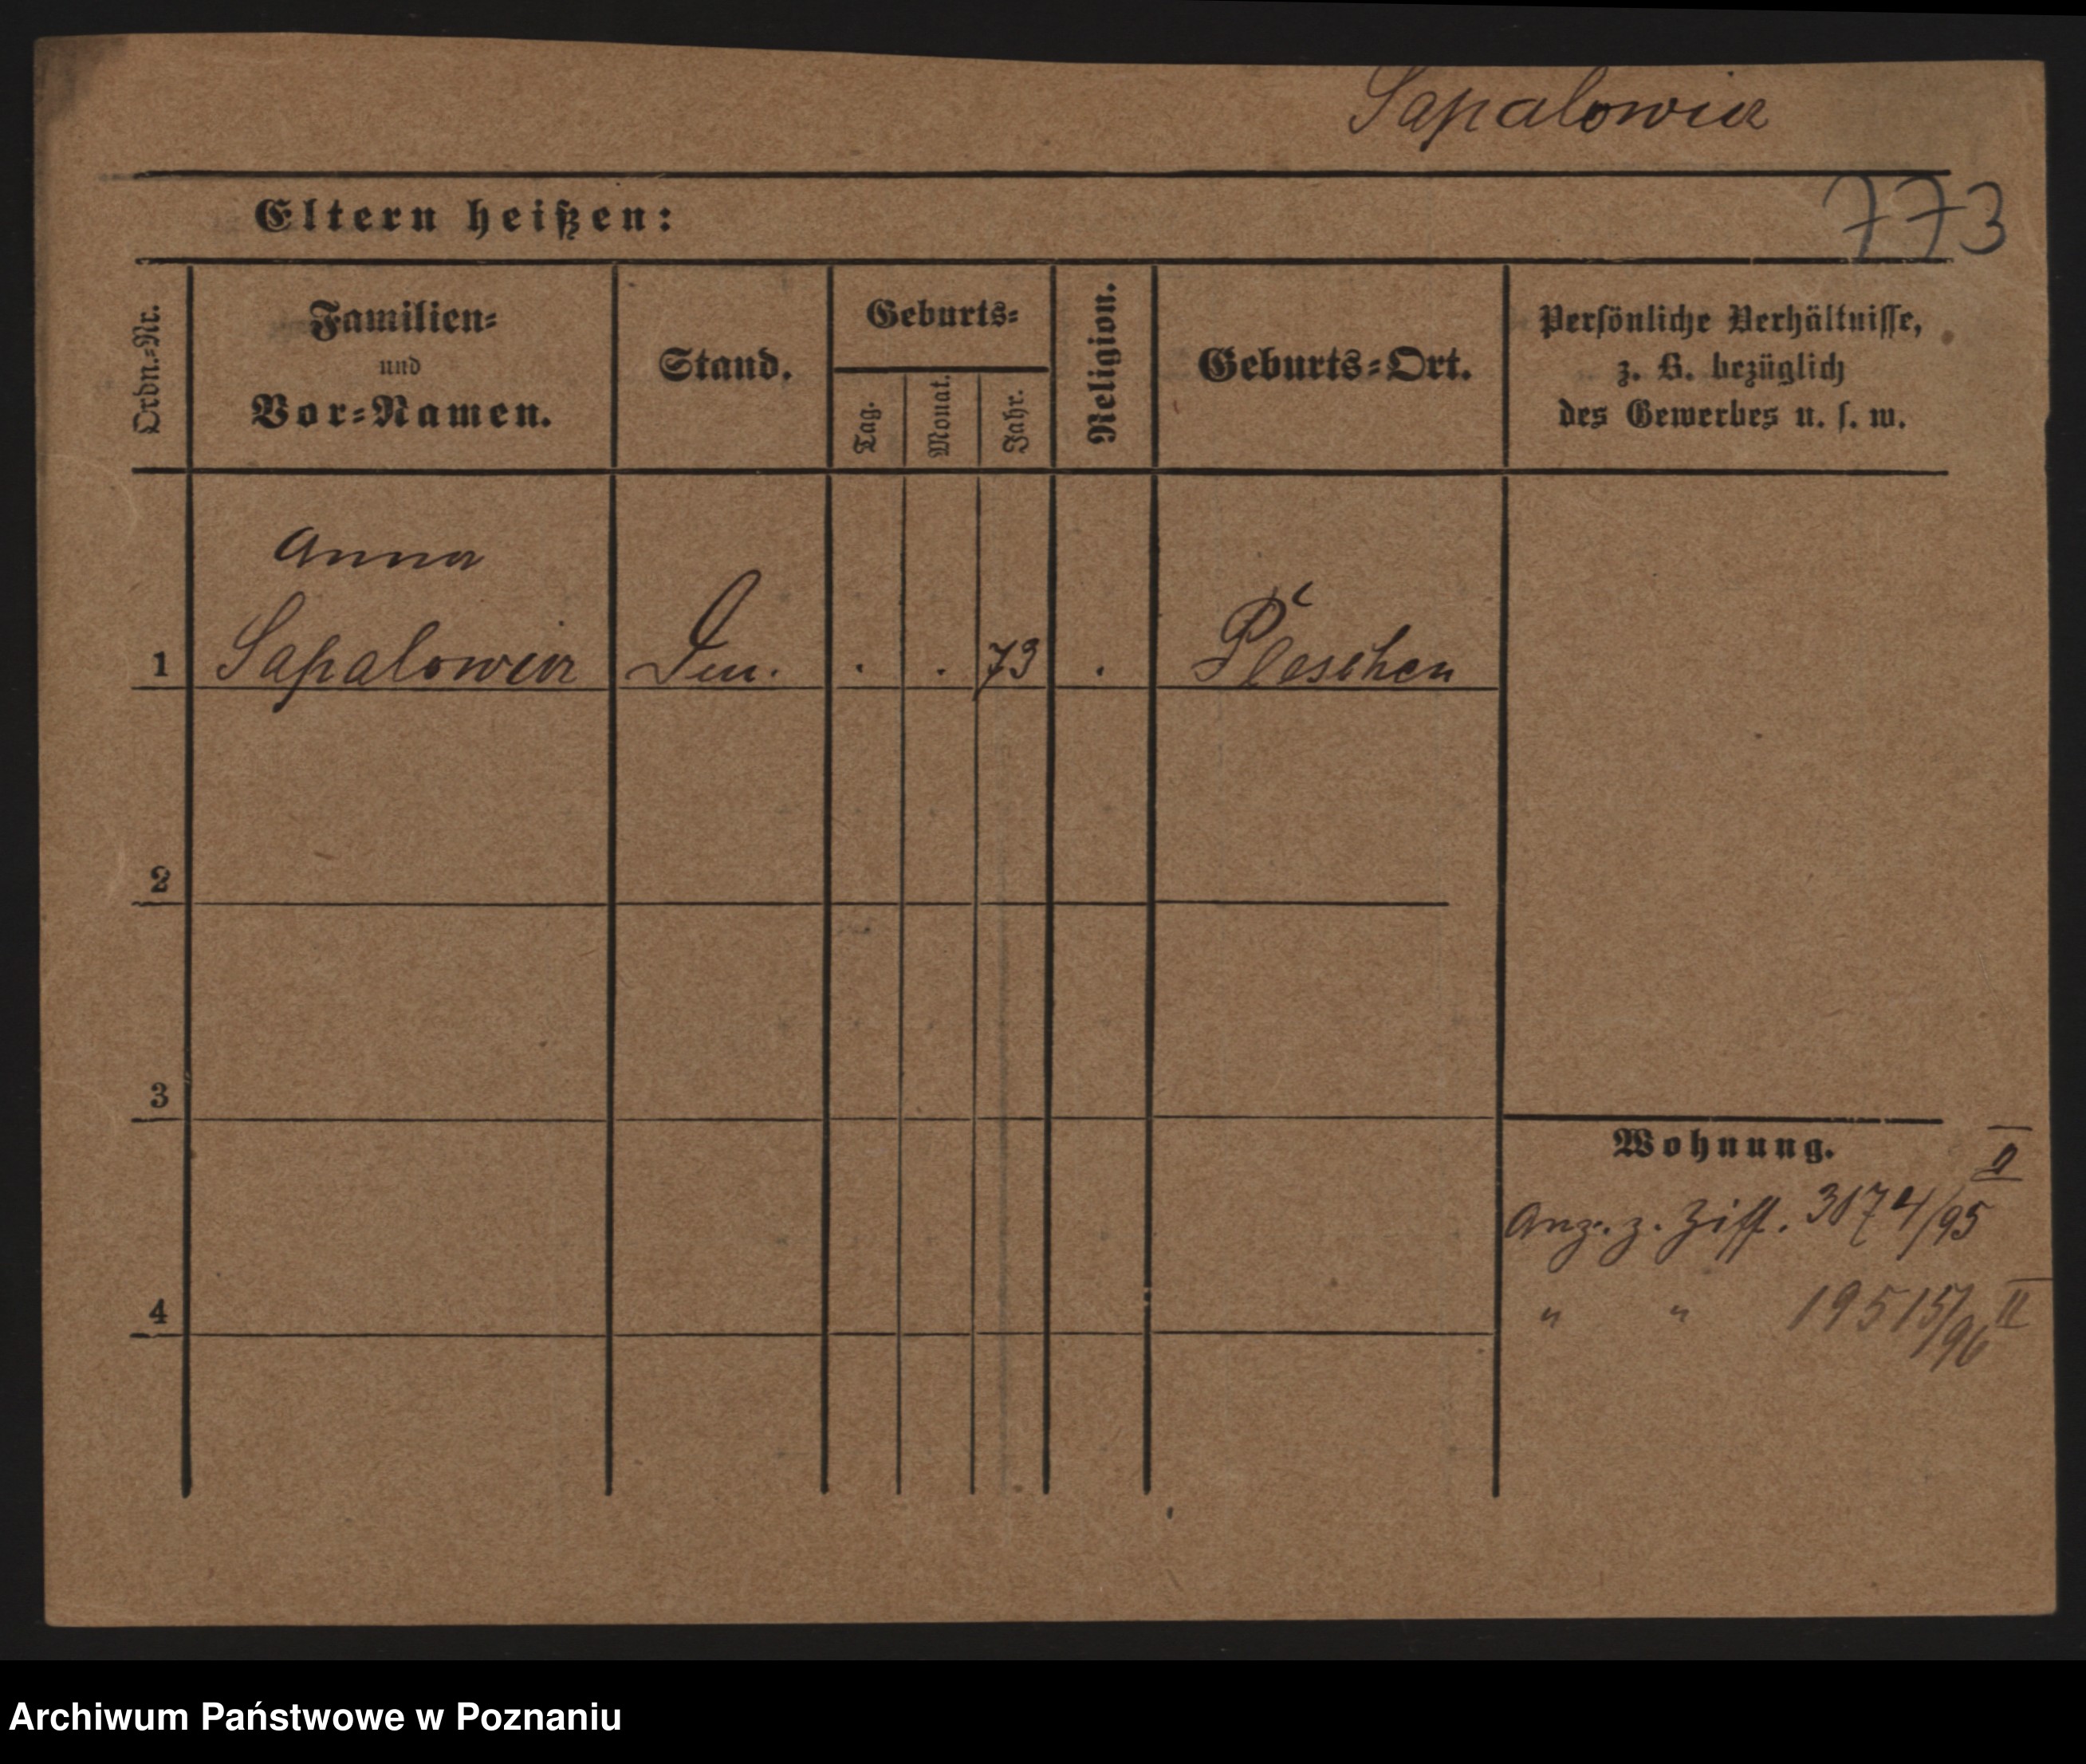 Sapalowicz
773
Eltern heißen:
Ordn.-Nr.
Familien-
und
Vor-Namen.
Stand.
Geburts-
Tag.
Monat.
Jahr.
Religion.
Geburts-Ort.
Persönliche Verhältnisse,
z. B. bezüglich
des Gewerbes u. s. w.
Anna
1 Sapalowicz . . 73 . Pleschen
2
3
4
Wohnung.
Anz. z. Ziff. 3174/95 II
" " 19515/96 II
Archiwum Państwowe w Poznaniu